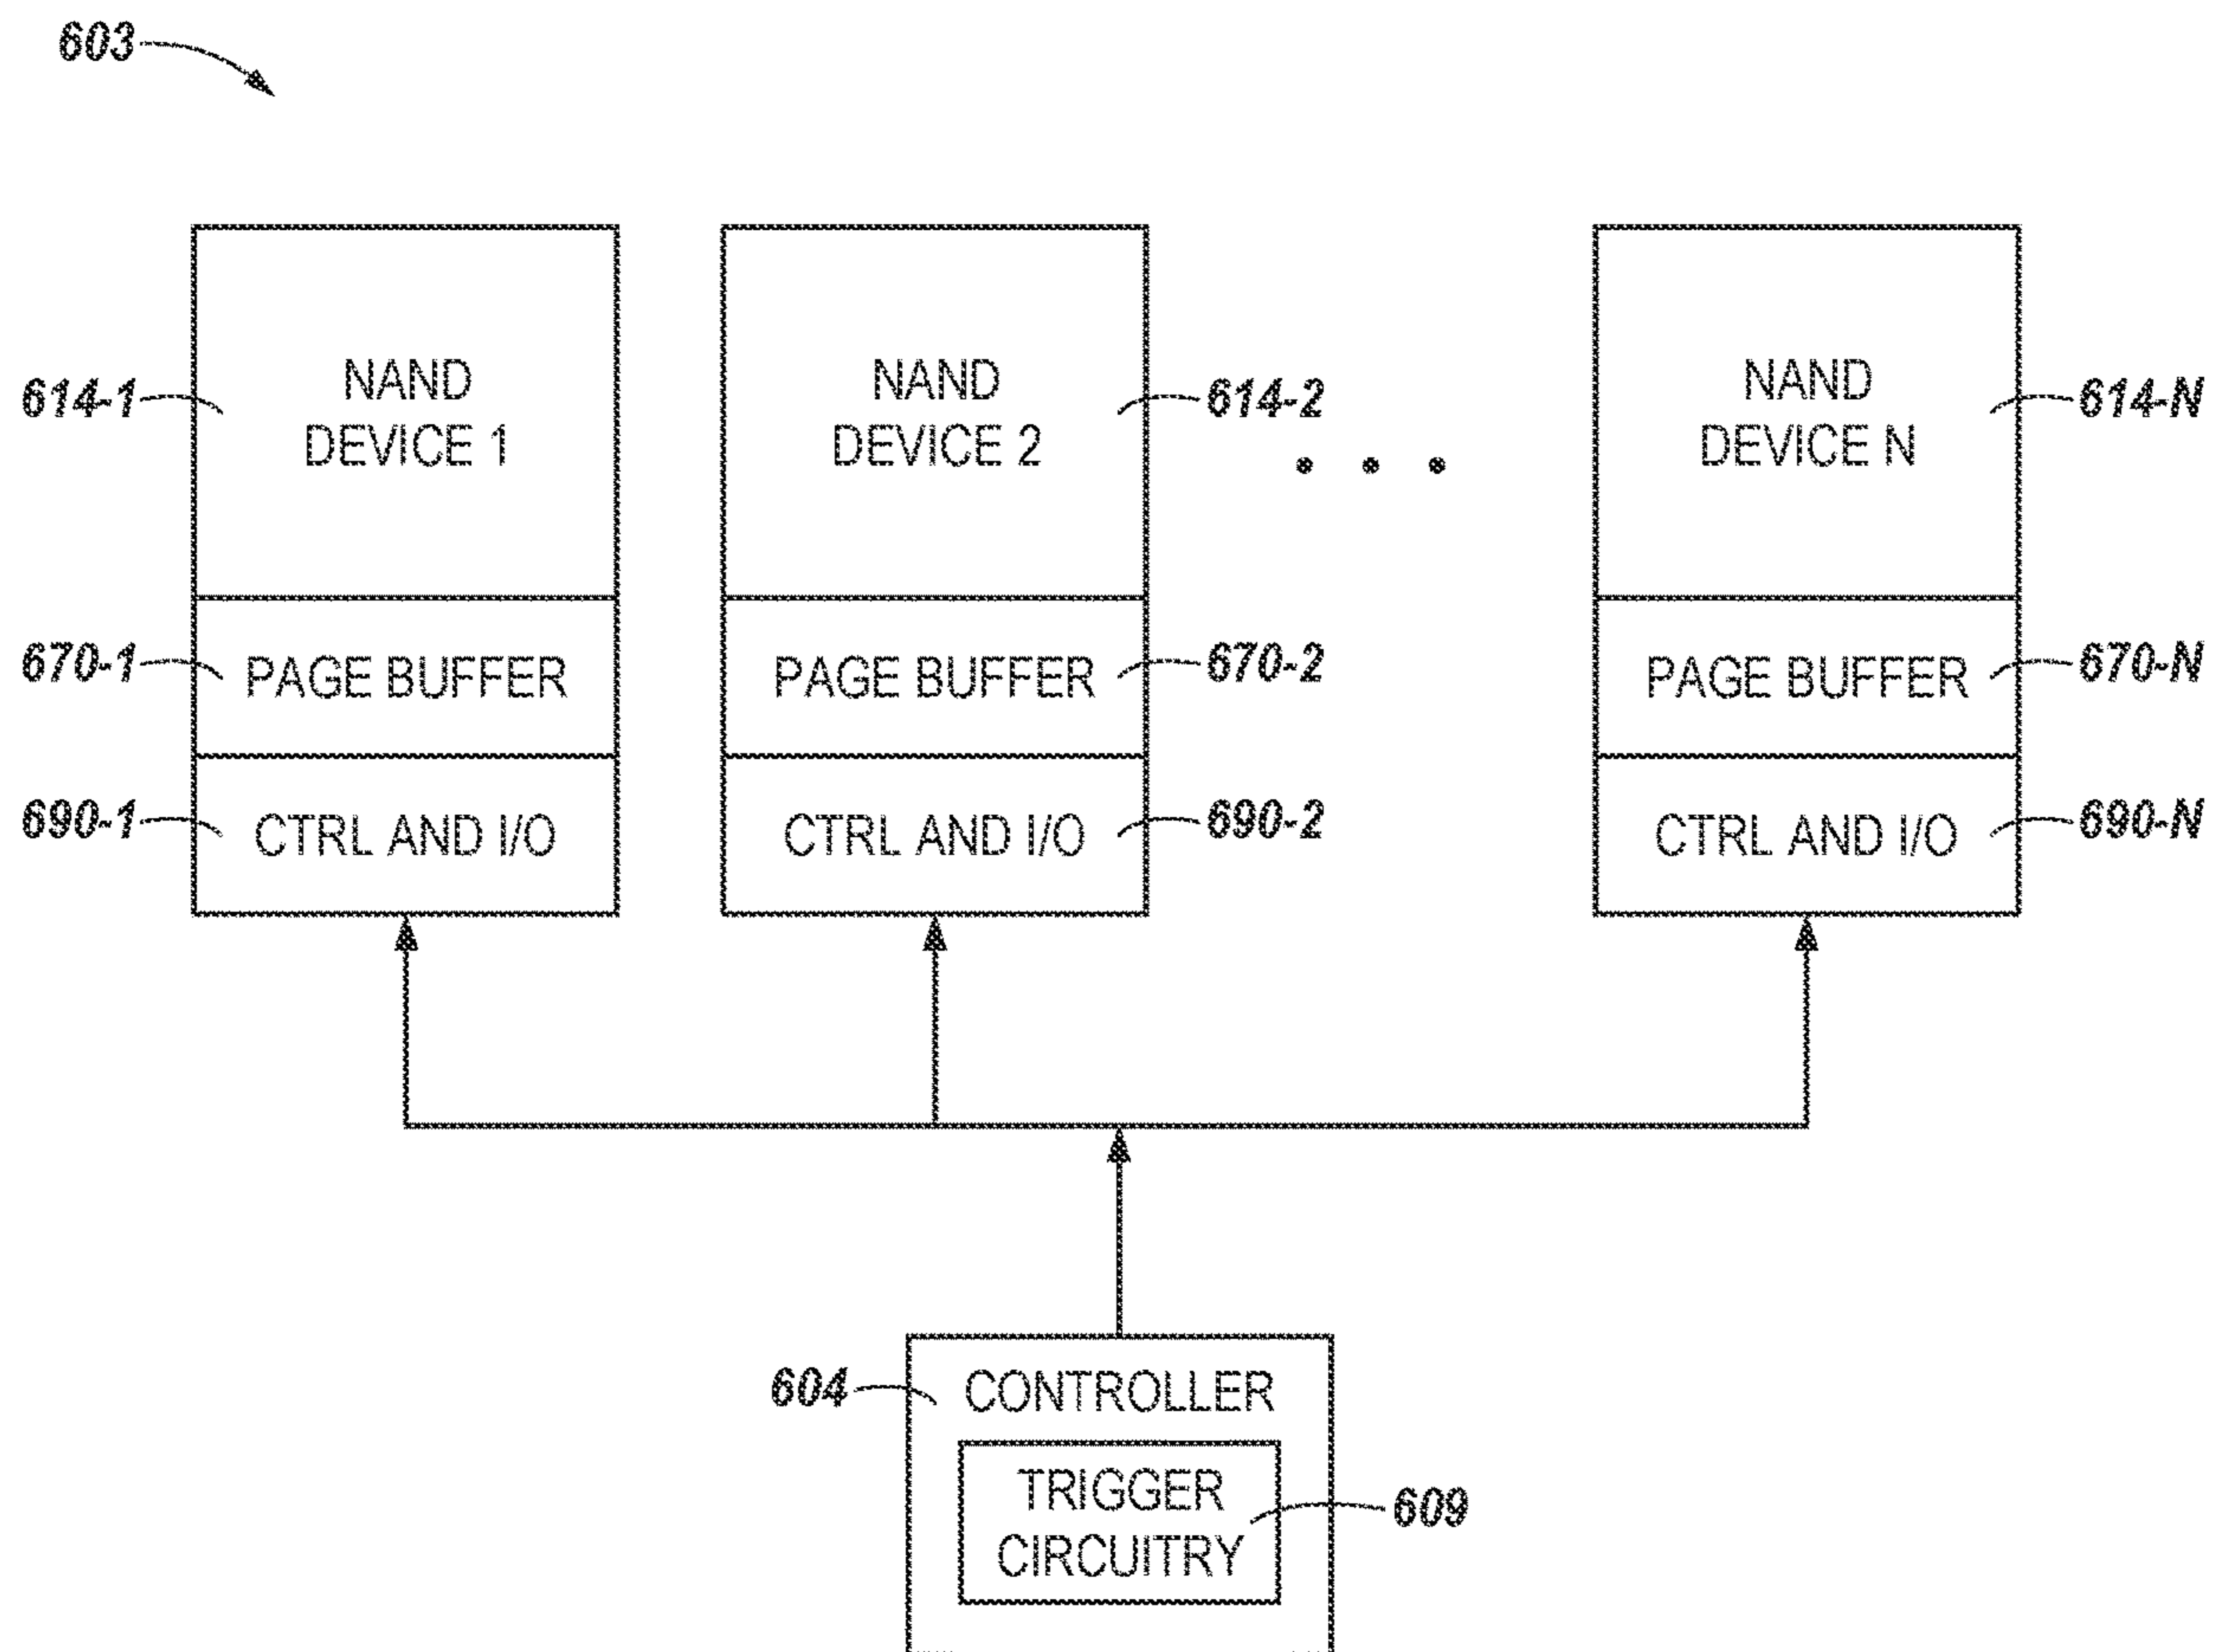 603
NAND
DEVICE 1
NAND
DEVICE 2
NAND
DEVICE N
614-1
614-2
614-N
• • •
PAGE BUFFER
PAGE BUFFER
PAGE BUFFER
670-1
670-2
670-N
CTRL AND I/O
CTRL AND I/O
CTRL AND I/O
690-1
690-2
690-N
604
CONTROLLER
TRIGGER
CIRCUITRY
609